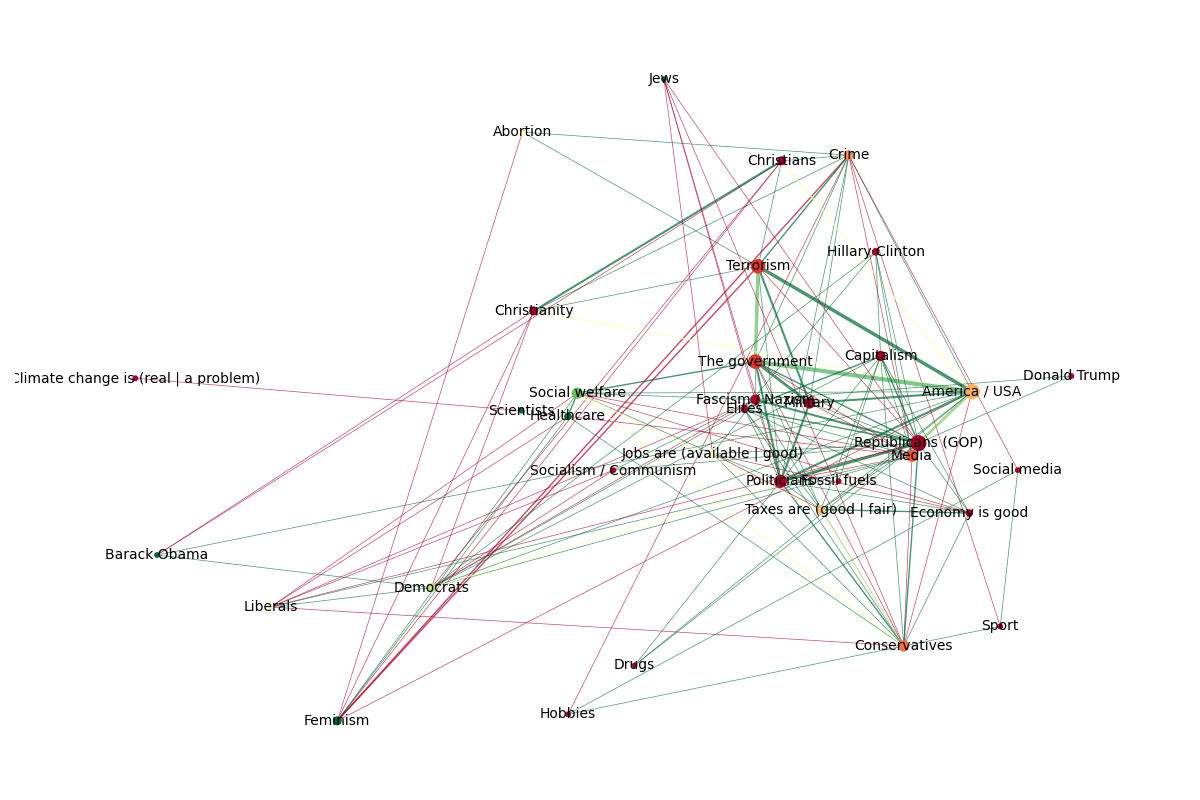 Jews
Abortion
Christians
Crime
Hillary Clinton
Terrorism
Christianity
Capitalism
The government
Donald Trump
Climate change is (real | a problem)
America / USA
Social welfare
Fascism / Nazism
Military
Elites
Scientists
Healthcare
Republicans (GOP)
Jobs are (available | good)
Media
Socialism / Communism
Social media
Politicians
Fossil fuels
Taxes are (good | fair)
Economy is good
Barack Obama
Democrats
Liberals
Sport
Conservatives
Drugs
Hobbies
Feminism